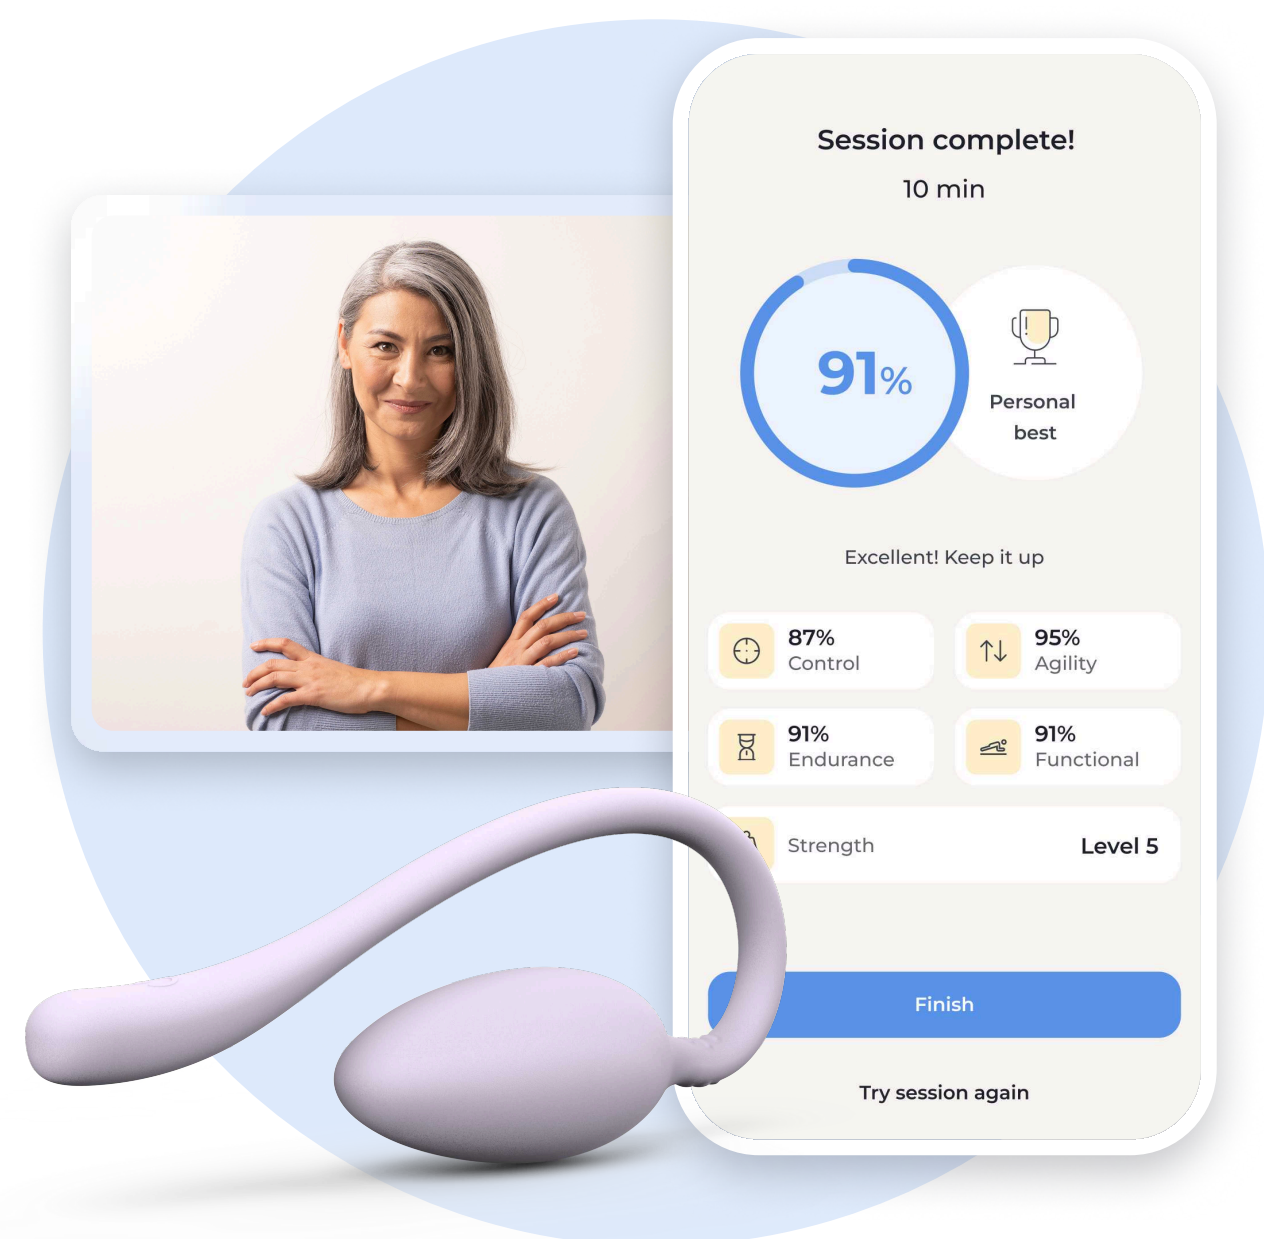 Session complete!
10 min
91%
Personal
best
Excellent! Keep it up
87%
Control
95%
Agility
91%
Endurance
91%
Functional
Strength
Level 5
Finish
Try session again